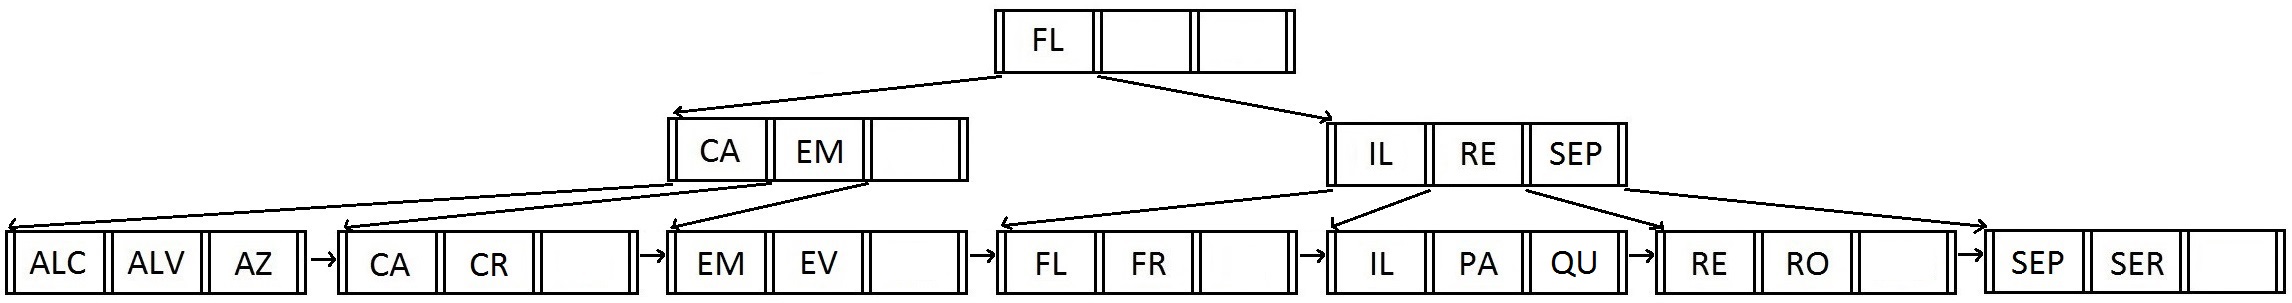 FL
CA EM
IL RE SEP
ALC ALV AZ
CA CR
EM EV
FL FR
IL PA QU
RE RO
SEP SER